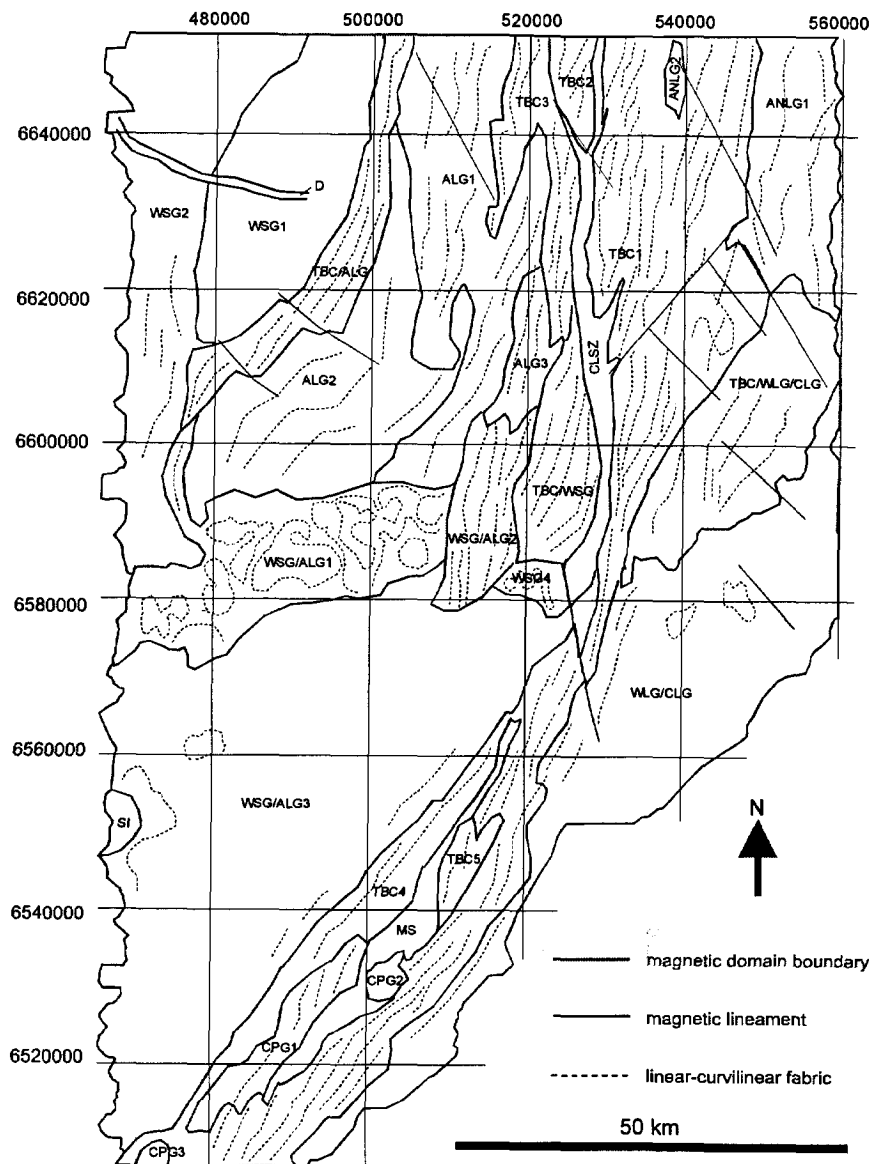 480000 500000 520000 540000 560000
6640000
6620000
6600000
6580000
6560000
6540000
6520000
TBC2
TBC3
ANLG2
ANLG1
ALG1
D
WSG2
WSG1
TBC1
TBC/ALG
CLSZ
ALG3
ALG2
TBC/WLG/CLG
TBC/WSG
WSG/ALG2
WSG/ALG1
WSG4
WLG/CLG
WSG/ALG3
SI
TBC5
TBC4
MS
CPG2
CPG1
CPG3
N
magnetic domain boundary
magnetic lineament
linear-curvilinear fabric
50 km